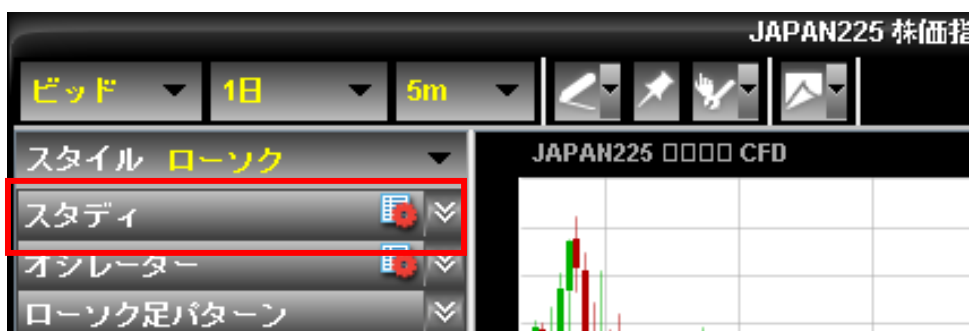 JAPAN225 株価指
ビッド 1日 5m
スタイル ローソク
JAPAN225 □□□□ CFD
スタディ
オシレーター
ローソク足パターン